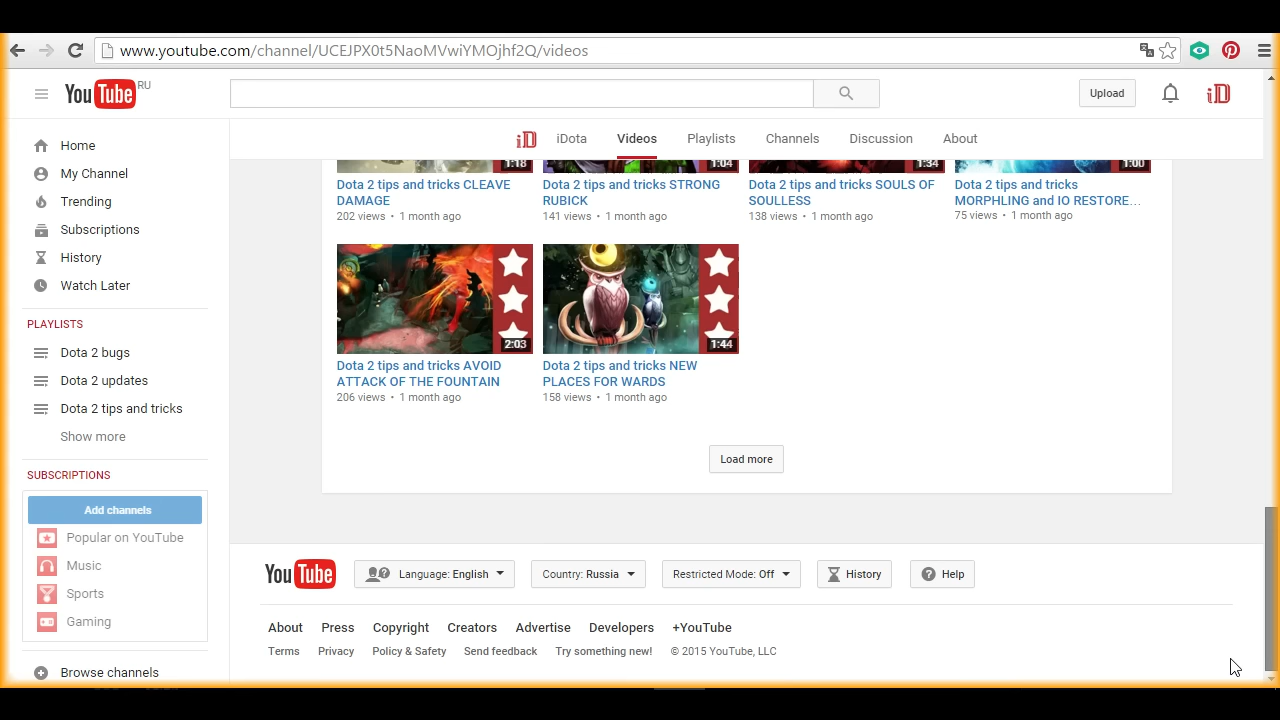 www.youtube.com/channel/UCEJPX0t5NaoMVwiYMOjhf2Q/videos
YouTube RU
Upload
iD
iD iDota Videos Playlists Channels Discussion About
Home
My Channel
Trending
Subscriptions
History
Watch Later
PLAYLISTS
Dota 2 bugs
Dota 2 updates
Dota 2 tips and tricks
Show more
SUBSCRIPTIONS
Add channels
Popular on YouTube
Music
Sports
Gaming
Browse channels
1:18 1:04 1:34 1:00
Dota 2 tips and tricks CLEAVE
DAMAGE
202 views • 1 month ago
Dota 2 tips and tricks STRONG
RUBICK
141 views • 1 month ago
Dota 2 tips and tricks SOULS OF
SOULLESS
138 views • 1 month ago
Dota 2 tips and tricks
MORPHLING and IO RESTORE...
75 views • 1 month ago
2:03
Dota 2 tips and tricks AVOID
ATTACK OF THE FOUNTAIN
206 views • 1 month ago
1:44
Dota 2 tips and tricks NEW
PLACES FOR WARDS
158 views • 1 month ago
Load more
YouTube Language: English Country: Russia Restricted Mode: Off History Help
About Press Copyright Creators Advertise Developers +YouTube
Terms Privacy Policy & Safety Send feedback Try something new! © 2015 YouTube, LLC